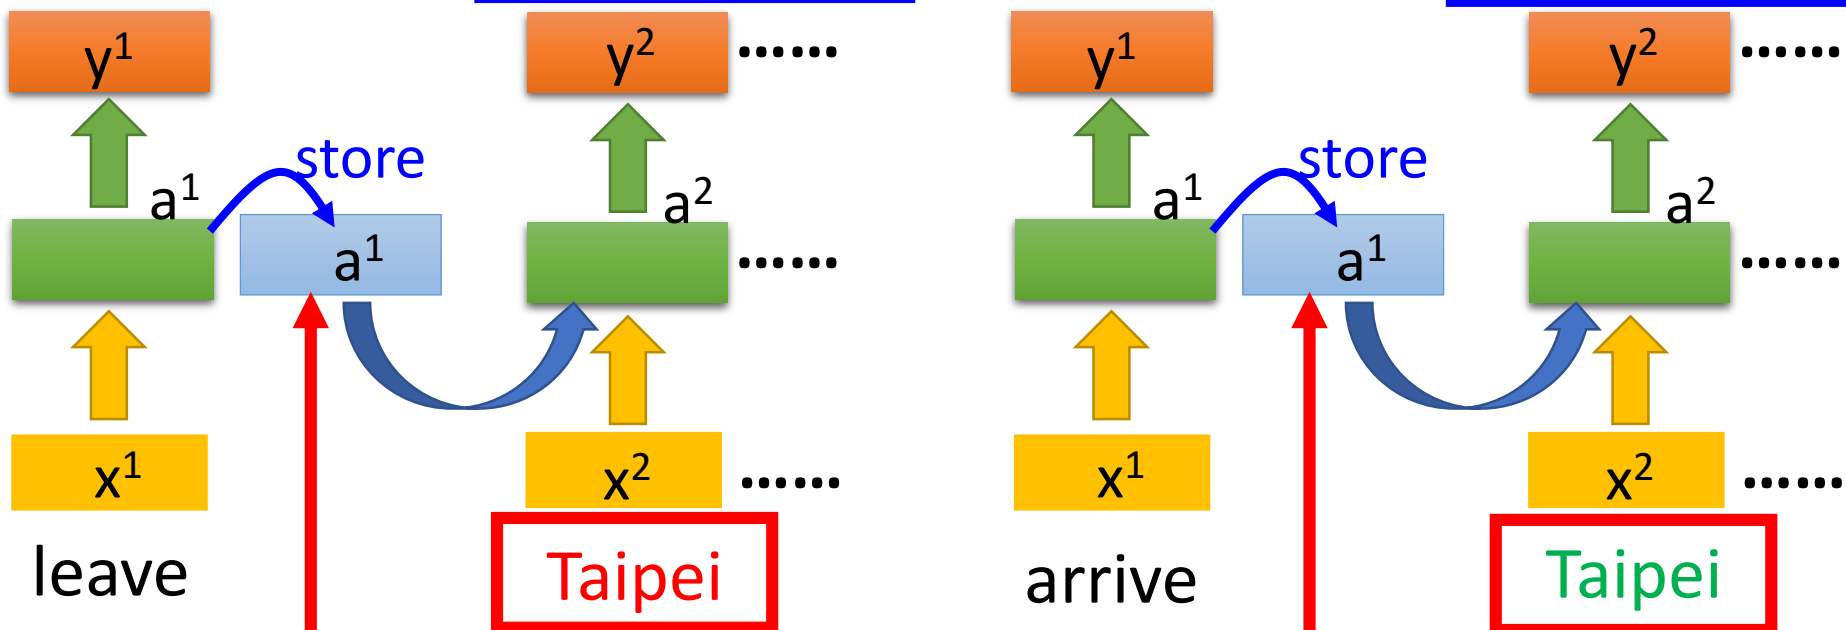 y¹ y² ...... y¹ y² ......
store store
a¹ a² a¹ a²
a¹ ...... a¹ ......
x¹ x² ...... x¹ x² ......
leave Taipei arrive Taipei